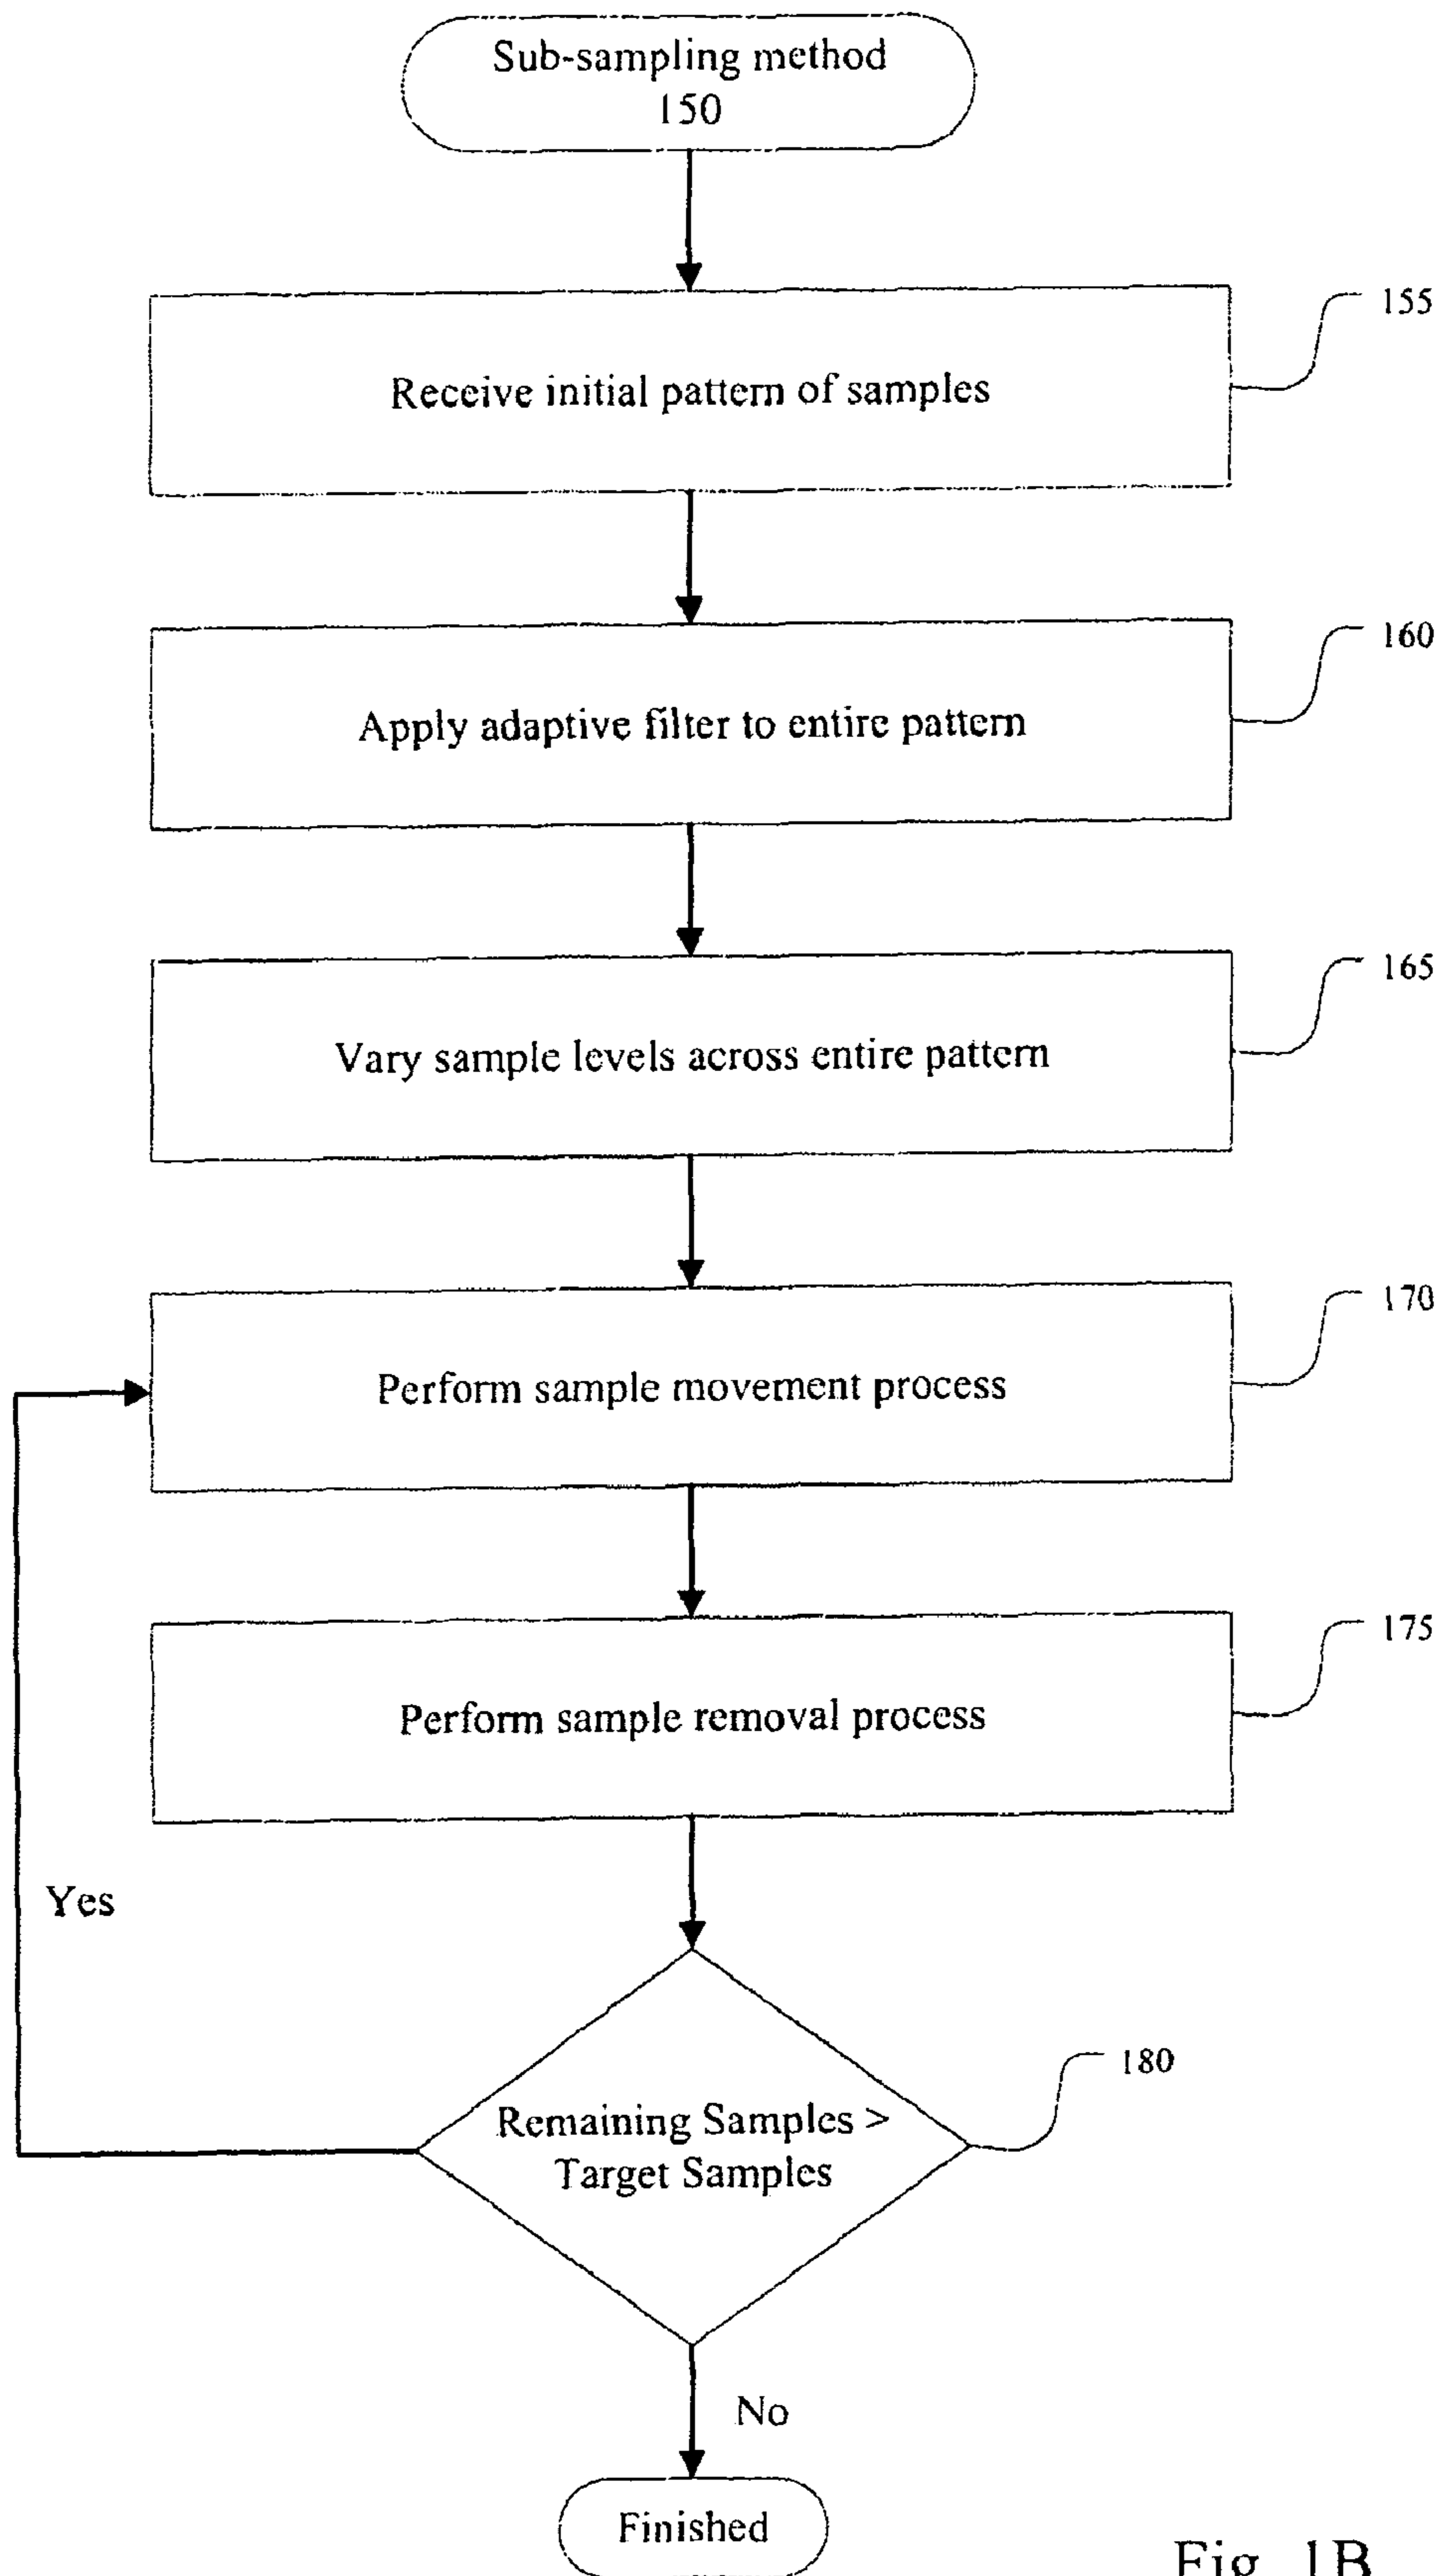 Sub-sampling method
150
155
Receive initial pattern of samples
160
Apply adaptive filter to entire pattern
165
Vary sample levels across entire pattern
170
Perform sample movement process
175
Perform sample removal process
Yes
180
Remaining Samples >
Target Samples
No
Finished
Fig. 1B